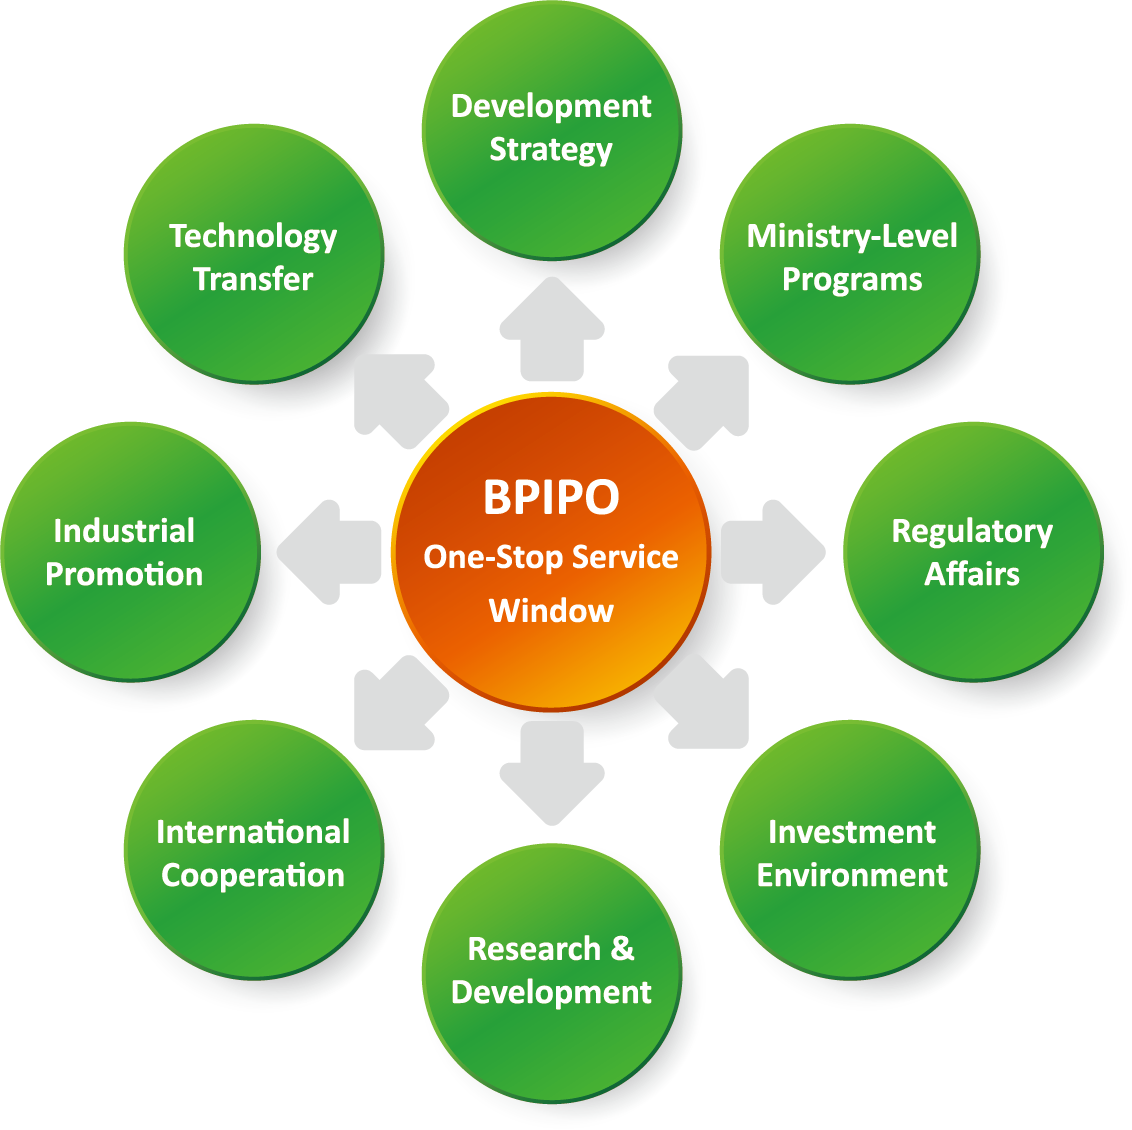 Development
Strategy
Technology
Transfer
Ministry-Level
Programs
Industrial
Promotion
BPIPO
One-Stop Service
Window
Regulatory
Affairs
International
Cooperation
Investment
Environment
Research &
Development